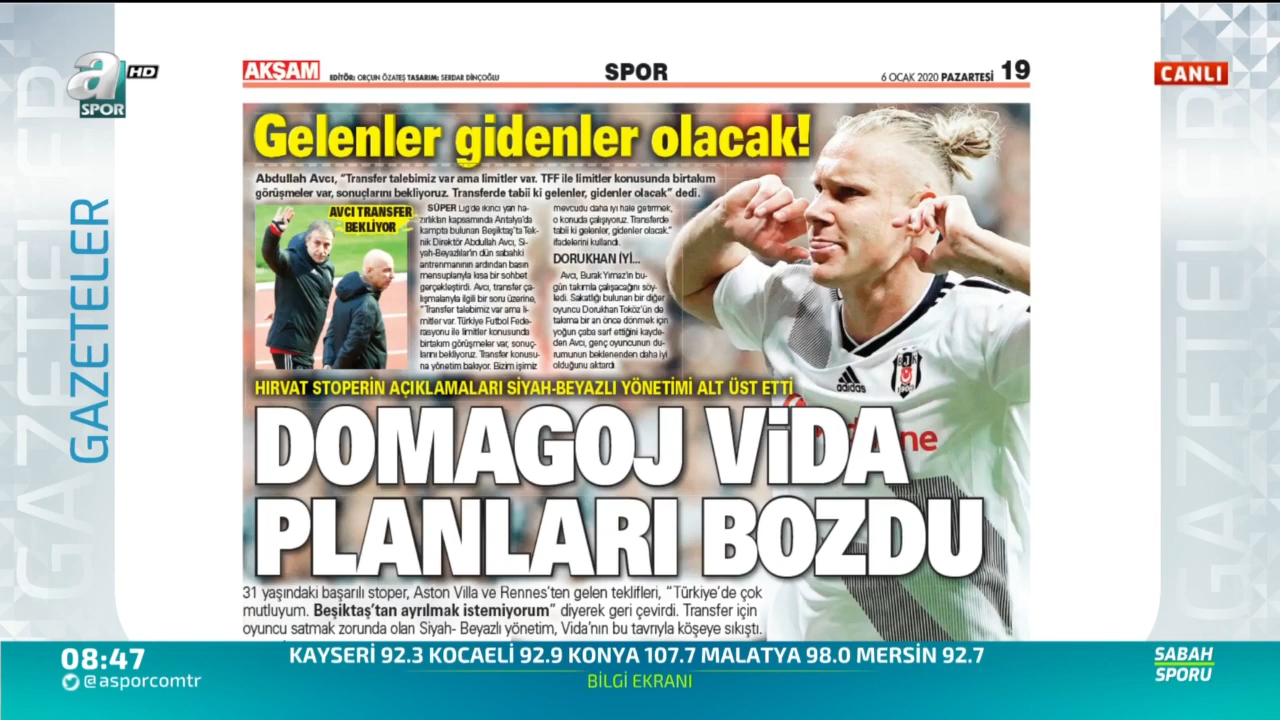 a
SPOR
HD
CANLI
GAZETELER
GAZETELER
GAZETELER
AKŞAM
EDİTÖR: ORÇUN ÖZATEŞ TASARIM: SERDAR DİNÇOĞLU
SPOR
6 OCAK 2020 PAZARTESİ 19
Gelenler gidenler olacak!
Abdullah Avcı, “Transfer talebimiz var ama limitler var. TFF ile limitler konusunda birtakım
görüşmeler var, sonuçlarını bekliyoruz. Transferde tabii ki gelenler, gidenler olacak” dedi.
AVCI TRANSFER
BEKLİYOR
SÜPER Lig'de ikinci yarı ha-
zırlıkları kapsamında Antalya'da
kampta bulunan Beşiktaş'ta Tek-
nik Direktör Abdullah Avcı, Si-
yah-Beyazlılar'ın dün sabahki
antrenmanının ardından basın
mensuplarıyla kısa bir sohbet
gerçekleştirdi. Avcı, transfer ça-
lışmalarıyla ilgili bir soru üzerine,
“Transfer talebimiz var ama li-
mitler var. Türkiye Futbol Fede-
rasyonu ile limitler konusunda
birtakım görüşmeler var, sonuç-
larını bekliyoruz. Transfer konusu-
na yönetim bakıyor. Bizim işimiz
mevcudu daha iyi hale getirmek,
o konuda çalışıyoruz. Transferde
tabii ki gelenler, gidenler olacak.”
ifadelerini kullandı.
DORUKHAN İYİ...
Avcı, Burak Yılmaz'ın bu-
gün takımla çalışacağını söy-
ledi. Sakatlığı bulunan bir diğer
oyuncu Dorukhan Toköz'ün de
takıma bir an önce dönmek için
yoğun çaba sarf ettiğini kayde-
den Avcı, genç oyuncunun du-
rumunun beklenenden daha iyi
olduğunu aktardı
HIRVAT STOPERİN AÇIKLAMALARI SİYAH-BEYAZLI YÖNETİMİ ALT ÜST ETTİ
DOMAGOJ VİDA
PLANLARI BOZDU
31 yaşındaki başarılı stoper, Aston Villa ve Rennes'ten gelen teklifleri, “Türkiye'de çok
mutluyum. Beşiktaş'tan ayrılmak istemiyorum” diyerek geri çevirdi. Transfer için
oyuncu satmak zorunda olan Siyah- Beyazlı yönetim, Vida'nın bu tavrıyla köşeye sıkıştı.
adidas
BJK
1903
08:47
@asporcomtr
KAYSERİ 92.3 KOCAELİ 92.9 KONYA 107.7 MALATYA 98.0 MERSİN 92.7
BİLGİ EKRANI
SABAH
SPORU